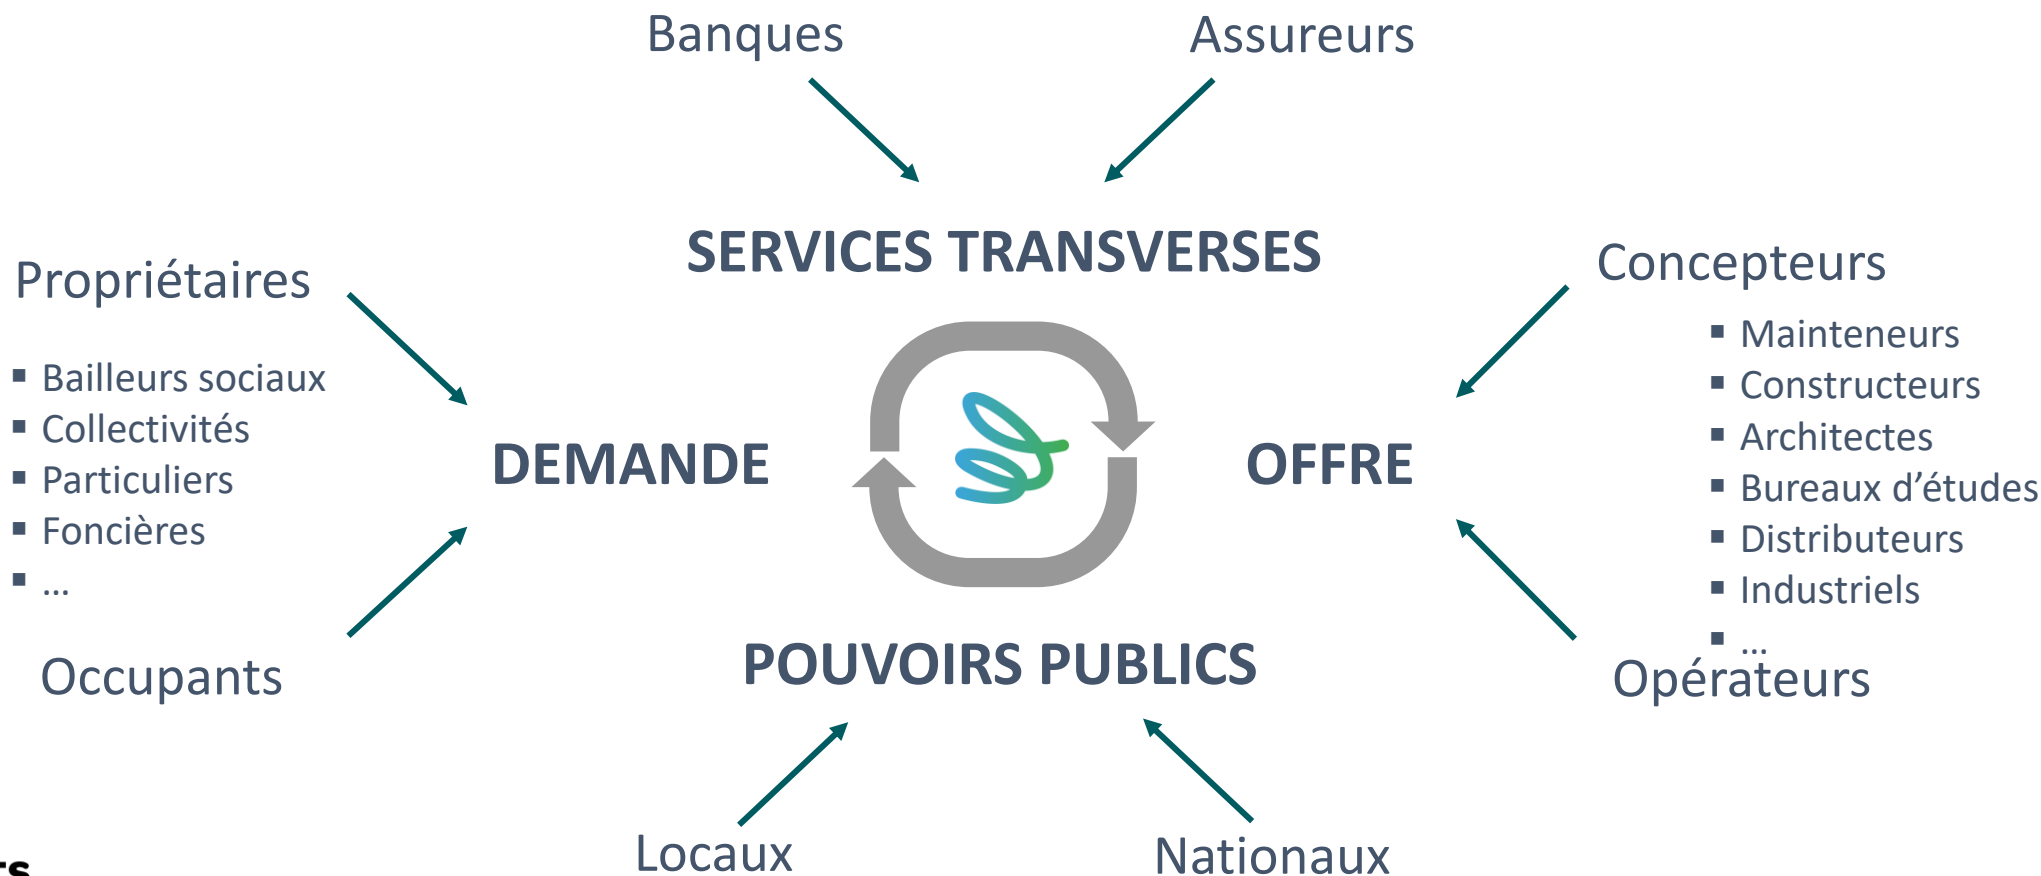 Banques
Assureurs
SERVICES TRANSVERSES
Propriétaires
▪ Bailleurs sociaux
▪ Collectivités
▪ Particuliers
▪ Foncières
▪ ...
Occupants
DEMANDE
OFFRE
Concepteurs
▪ Mainteneurs
▪ Constructeurs
▪ Architectes
▪ Bureaux d’études
▪ Distributeurs
▪ Industriels
▪ ...
Opérateurs
POUVOIRS PUBLICS
Locaux
Nationaux